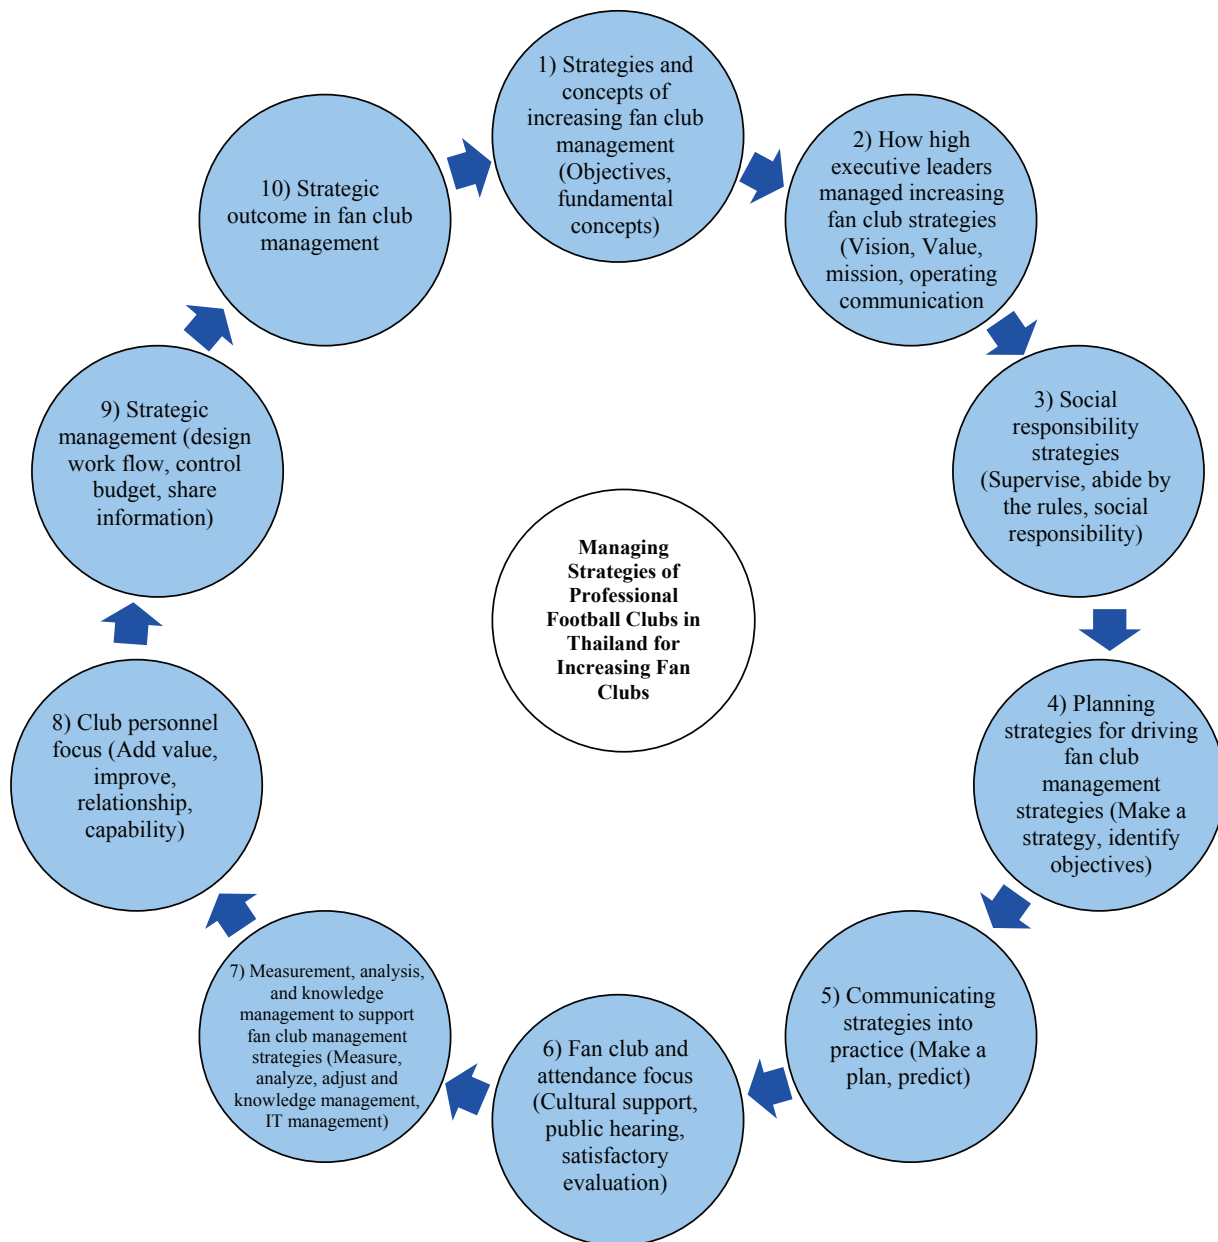 1) Strategies and
concepts of
increasing fan club
management
(Objectives,
fundamental
concepts)
2) How high
executive leaders
managed increasing
fan club strategies
(Vision, Value,
mission, operating
communication
3) Social
responsibility
strategies
(Supervise, abide by
the rules, social
responsibility)
4) Planning
strategies for driving
fan club
management
strategies (Make a
strategy, identify
objectives)
5) Communicating
strategies into
practice (Make a
plan, predict)
6) Fan club and
attendance focus
(Cultural support,
public hearing,
satisfactory
evaluation)
7) Measurement, analysis,
and knowledge
management to support
fan club management
strategies (Measure,
analyze, adjust and
knowledge management,
IT management)
8) Club personnel
focus (Add value,
improve,
relationship,
capability)
9) Strategic
management (design
work flow, control
budget, share
information)
10) Strategic
outcome in fan club
management
Managing
Strategies of
Professional
Football Clubs in
Thailand for
Increasing Fan
Clubs